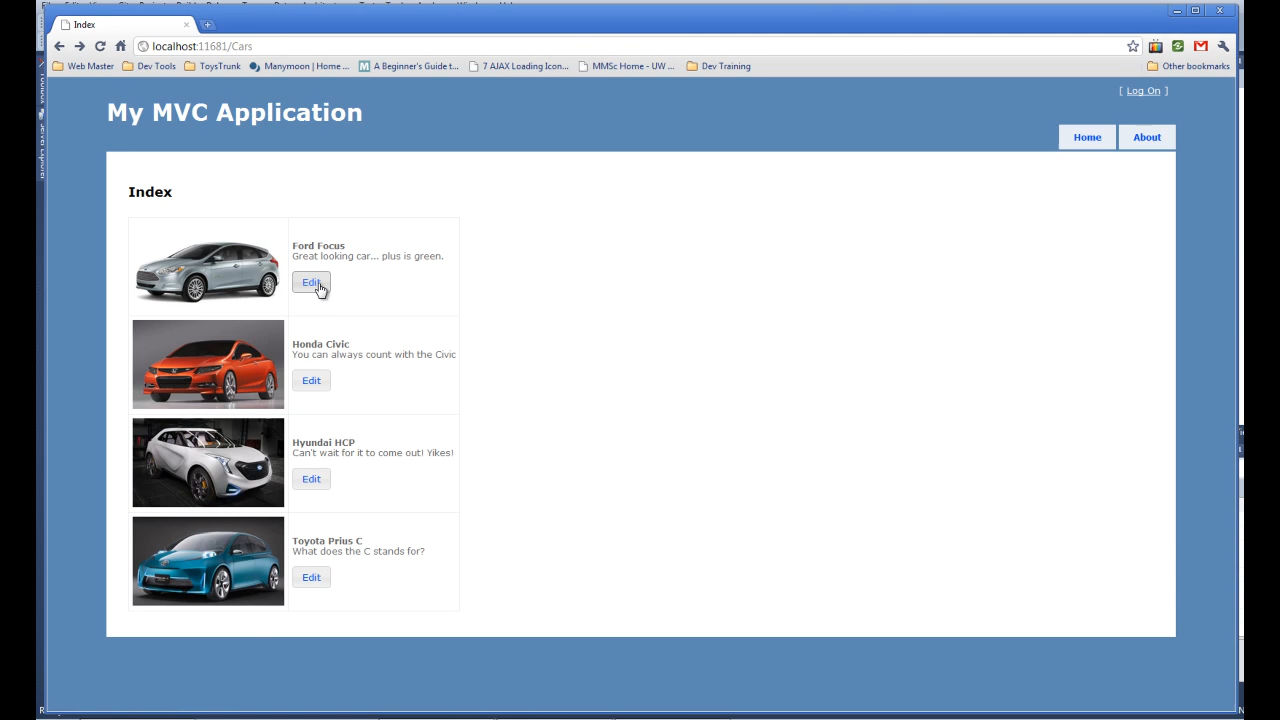 Index
localhost:11681/Cars
Web Master Dev Tools ToysTrunk Manymoon | Home ... A Beginner's Guide t... 7 AJAX Loading Icon... MMSc Home - UW ... Dev Training Other bookmarks
[ Log On ]
My MVC Application
Home About
Index
Ford Focus
Great looking car... plus is green.
Edit
Honda Civic
You can always count with the Civic
Edit
Hyundai HCP
Can't wait for it to come out! Yikes!
Edit
Toyota Prius C
What does the C stands for?
Edit